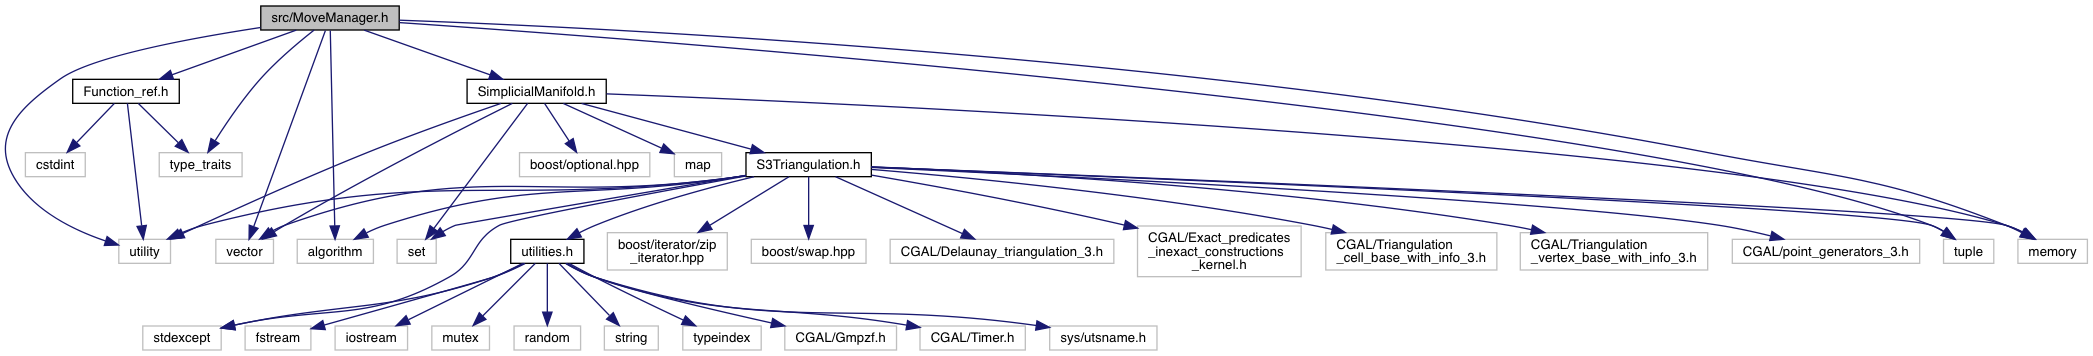 src/MoveManager.h
Function_ref.h
SimplicialManifold.h
cstdint
type_traits
boost/optional.hpp
map
S3Triangulation.h
utility
vector
algorithm
set
utilities.h
boost/iterator/zip
_iterator.hpp
boost/swap.hpp
CGAL/Delaunay_triangulation_3.h
CGAL/Exact_predicates
_inexact_constructions
_kernel.h
CGAL/Triangulation
_cell_base_with_info_3.h
CGAL/Triangulation
_vertex_base_with_info_3.h
CGAL/point_generators_3.h
tuple
memory
stdexcept
fstream
iostream
mutex
random
string
typeindex
CGAL/Gmpzf.h
CGAL/Timer.h
sys/utsname.h